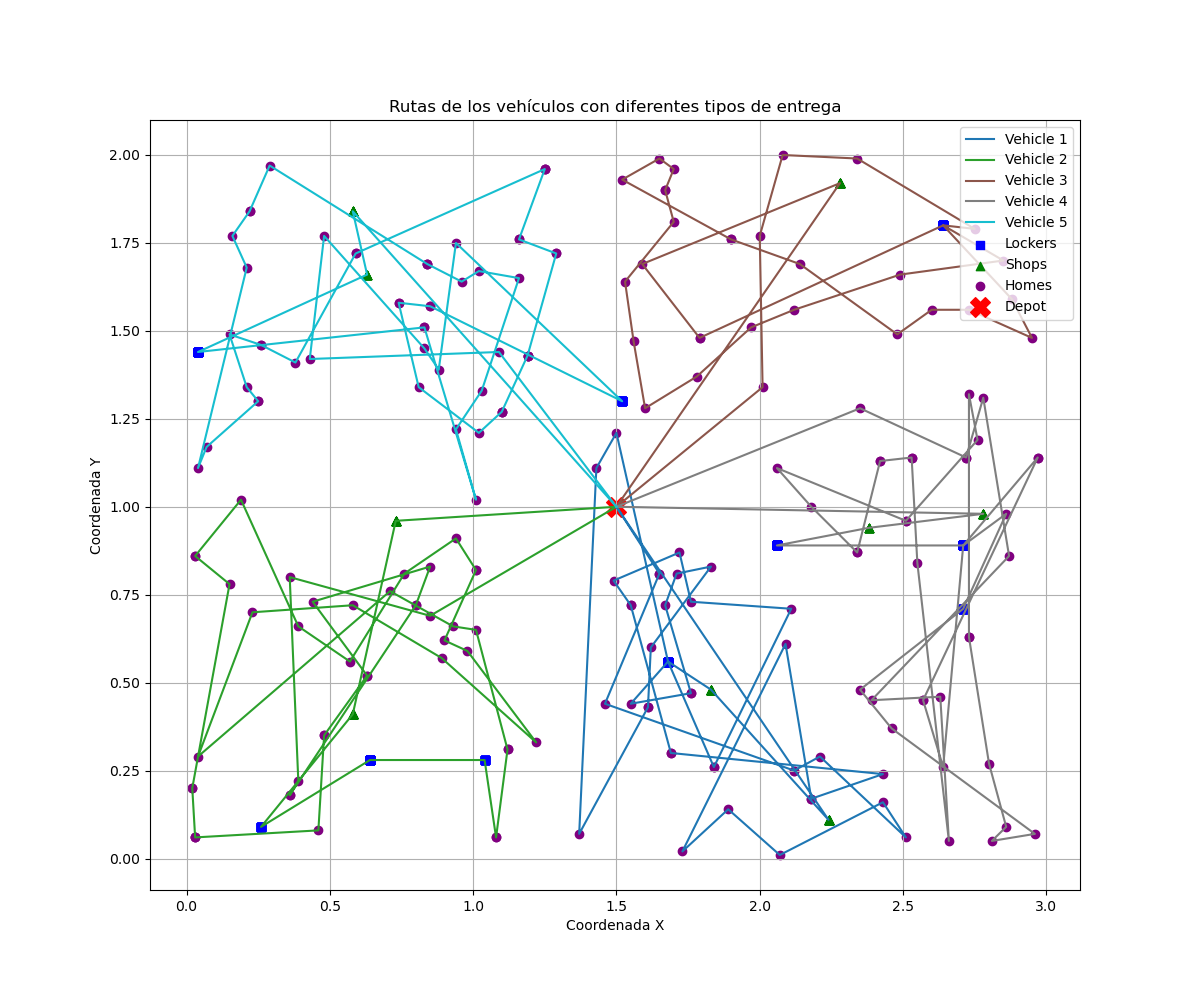 Rutas de los vehículos con diferentes tipos de entrega
Vehicle 1
Vehicle 2
Vehicle 3
Vehicle 4
Vehicle 5
Lockers
Shops
Homes
Depot
2.00
1.75
1.50
1.25
1.00
0.75
0.50
0.25
0.00
Coordenada Y
0.0 0.5 1.0 1.5 2.0 2.5 3.0
Coordenada X